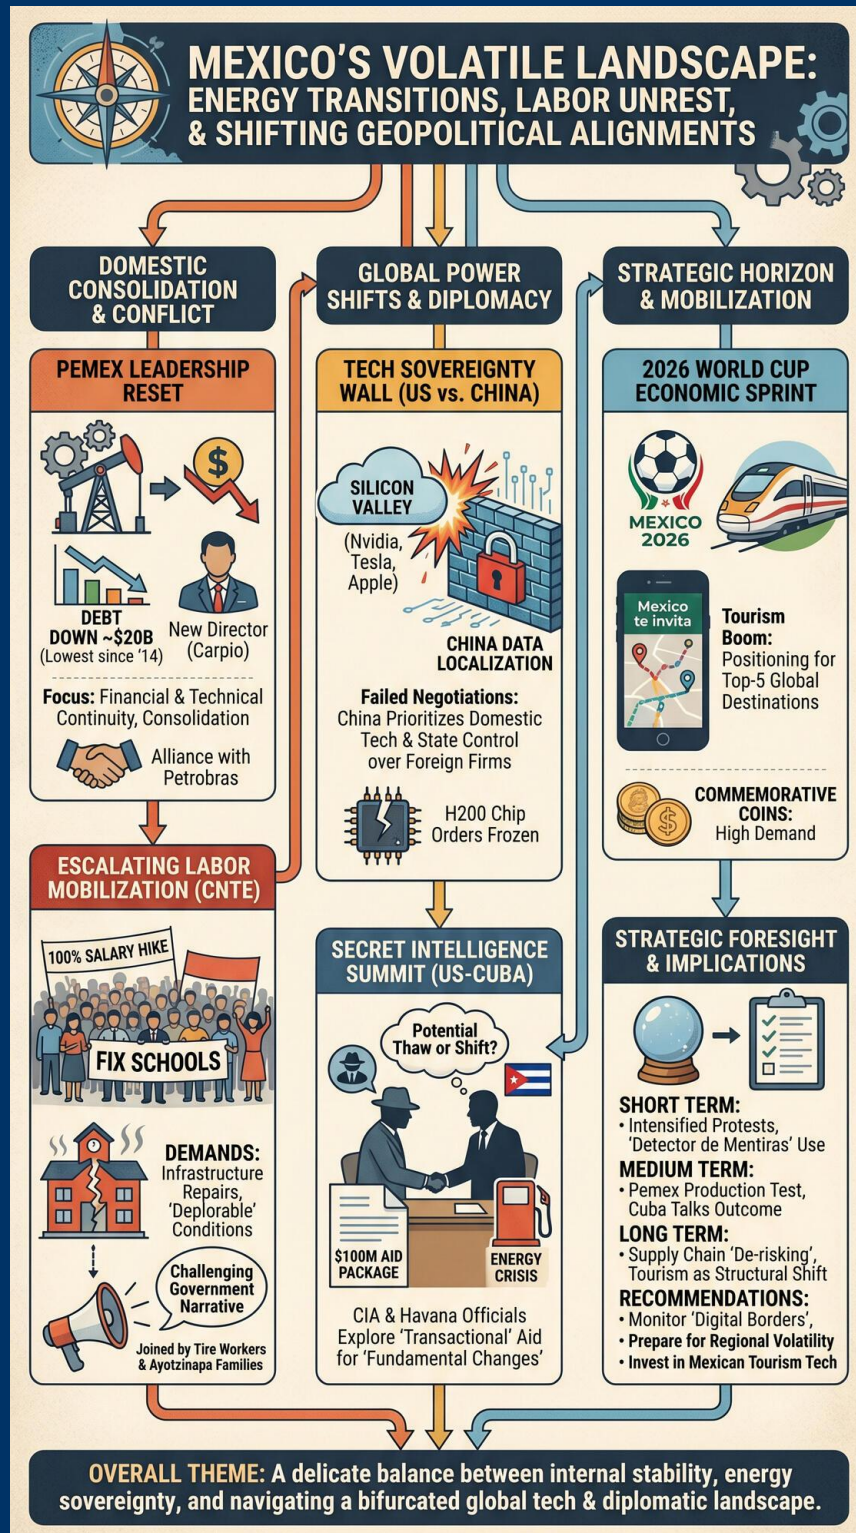 MEXICO'S VOLATILE LANDSCAPE:
ENERGY TRANSITIONS, LABOR UNREST,
& SHIFTING GEOPOLITICAL ALIGNMENTS
DOMESTIC
CONSOLIDATION
& CONFLICT
PEMEX LEADERSHIP
RESET
$
DEBT
DOWN ~$20B
(Lowest since '14)
New Director
(Carpio)
Focus: Financial & Technical
Continuity, Consolidation
Alliance with
Petrobras
ESCALATING LABOR
MOBILIZATION (CNTE)
100% SALARY HIKE
FIX SCHOOLS
DEMANDS:
Infrastructure
Repairs,
'Deplorable'
Conditions
Challenging
Government
Narrative
Joined by Tire Workers
& Ayotzinapa Families
GLOBAL POWER
SHIFTS & DIPLOMACY
TECH SOVEREIGNTY
WALL (US vs. CHINA)
SILICON
VALLEY
(Nvidia,
Tesla,
Apple)
CHINA DATA
LOCALIZATION
Failed Negotiations:
China Prioritizes Domestic
Tech & State Control
over Foreign Firms
H200 Chip
Orders Frozen
SECRET INTELLIGENCE
SUMMIT (US-CUBA)
Potential
Thaw or Shift?
$100M AID
PACKAGE
ENERGY
CRISIS
CIA & Havana Officials
Explore 'Transactional' Aid
for 'Fundamental Changes'
STRATEGIC HORIZON
& MOBILIZATION
2026 WORLD CUP
ECONOMIC SPRINT
MEXICO
2026
Mexico
te invita
Tourism
Boom:
Positioning for
Top-5 Global
Destinations
$
COMMEMORATIVE
COINS:
High Demand
STRATEGIC FORESIGHT
& IMPLICATIONS
SHORT TERM:
• Intensified Protests,
'Detector de Mentiras' Use
MEDIUM TERM:
• Pemex Production Test,
Cuba Talks Outcome
LONG TERM:
• Supply Chain 'De-risking',
Tourism as Structural Shift
RECOMMENDATIONS:
• Monitor 'Digital Borders',
• Prepare for Regional Volatility
• Invest in Mexican Tourism Tech
OVERALL THEME: A delicate balance between internal stability, energy
sovereignty, and navigating a bifurcated global tech & diplomatic landscape.